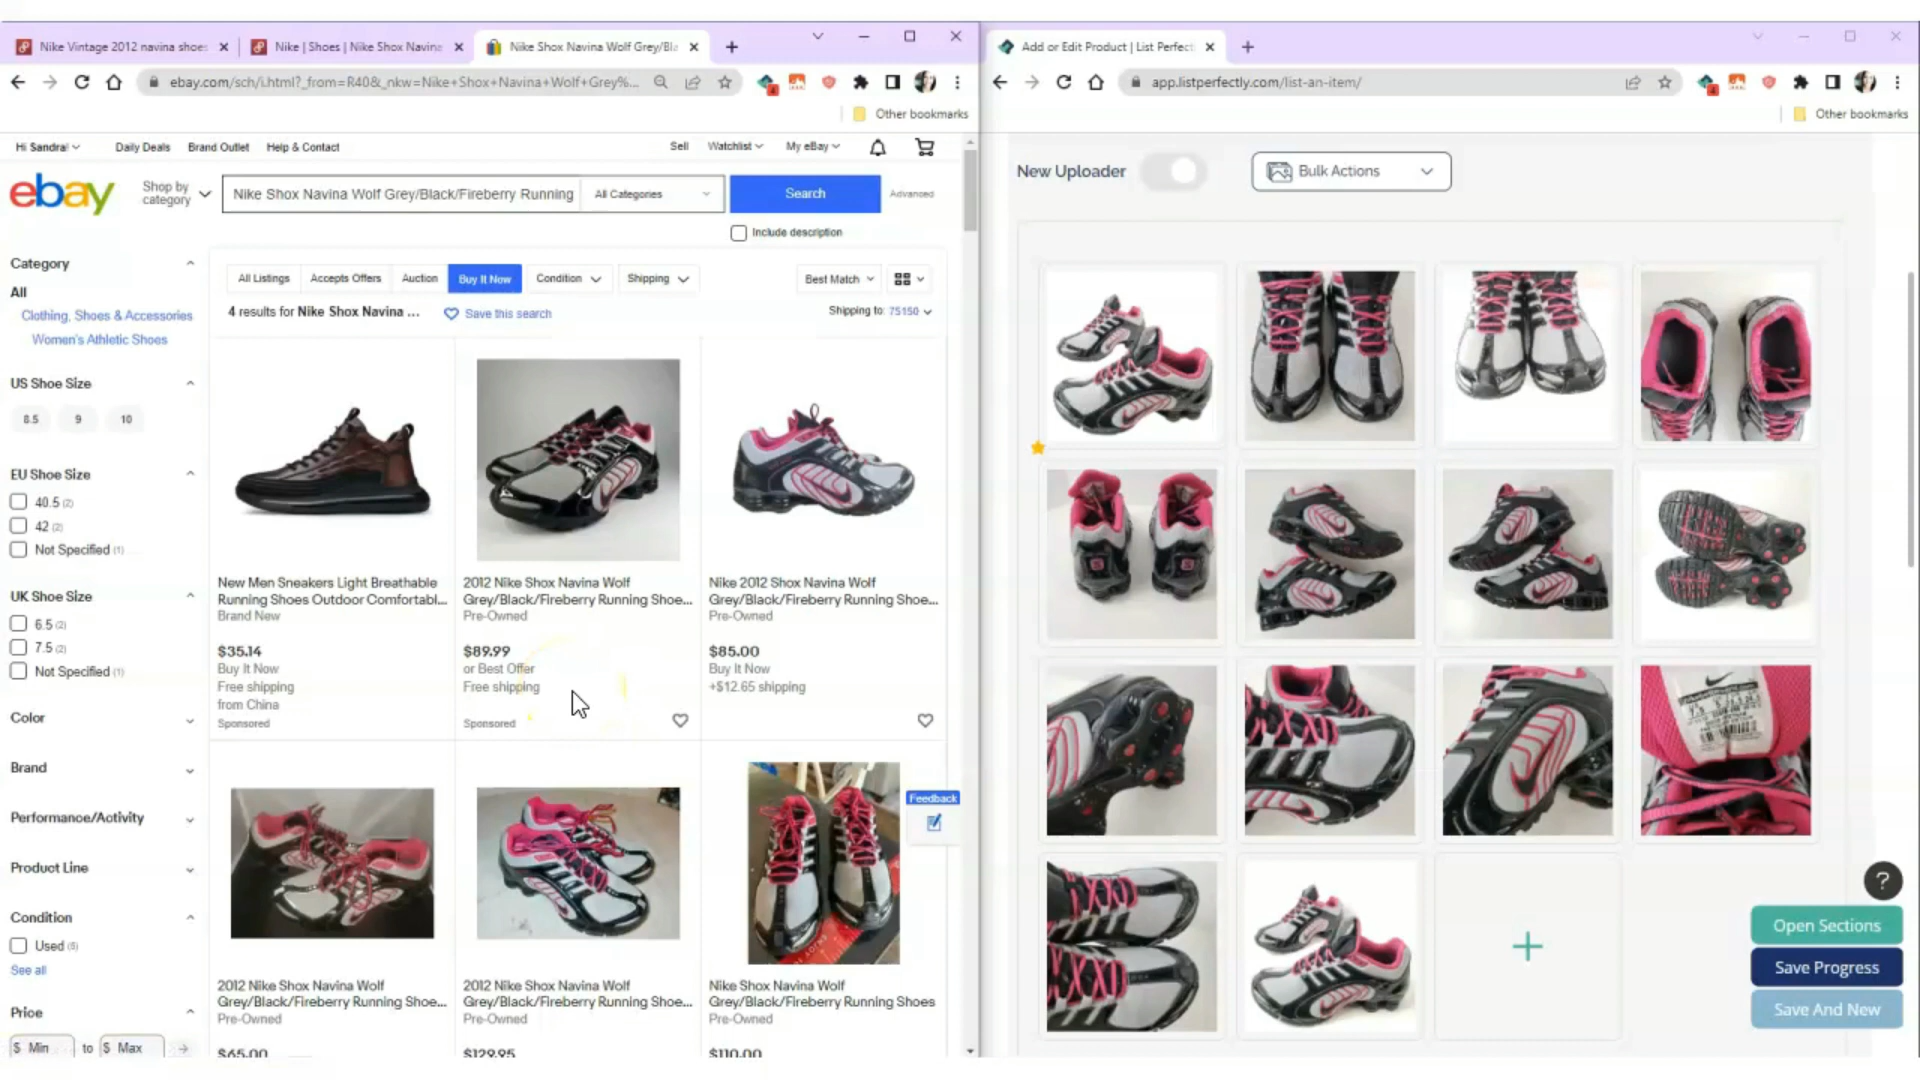 Nike Vintage 2012 navina shoes
Nike | Shoes | Nike Shox Navina
Nike Shox Navina Wolf Grey/Bla
Add or Edit Product | List Perfect
ebay.com/sch/i.html?_from=R40&_nkw=Nike+Shox+Navina+Wolf+Grey%...
app.listperfectly.com/list-an-item/
Other bookmarks
Other bookmarks
Hi Sandra!
Daily Deals
Brand Outlet
Help & Contact
Sell
Watchlist
My eBay
ebay
Shop by
category
Nike Shox Navina Wolf Grey/Black/Fireberry Running
All Categories
Search
Advanced
Include description
Category
All
Clothing, Shoes & Accessories
Women's Athletic Shoes
US Shoe Size
8.5
9
10
EU Shoe Size
40.5 (2)
42 (2)
Not Specified (1)
UK Shoe Size
6.5 (2)
7.5 (2)
Not Specified (1)
Color
Brand
Performance/Activity
Product Line
Condition
Used (5)
See all
Price
$ Min
to
$ Max
All Listings
Accepts Offers
Auction
Buy It Now
Condition
Shipping
Best Match
4 results for Nike Shox Navina ...
Save this search
Shipping to: 75150
New Men Sneakers Light Breathable
Running Shoes Outdoor Comfortabl...
Brand New
$35.14
Buy It Now
Free shipping
from China
Sponsored
2012 Nike Shox Navina Wolf
Grey/Black/Fireberry Running Shoe...
Pre-Owned
$89.99
or Best Offer
Free shipping
Sponsored
Nike 2012 Shox Navina Wolf
Grey/Black/Fireberry Running Shoe...
Pre-Owned
$85.00
Buy It Now
+$12.65 shipping
2012 Nike Shox Navina Wolf
Grey/Black/Fireberry Running Shoe...
Pre-Owned
$65.00
2012 Nike Shox Navina Wolf
Grey/Black/Fireberry Running Shoe...
Pre-Owned
$129.95
Nike Shox Navina Wolf
Grey/Black/Fireberry Running Shoes
Pre-Owned
$110.00
Feedback
New Uploader
Bulk Actions
?
Open Sections
Save Progress
Save And New